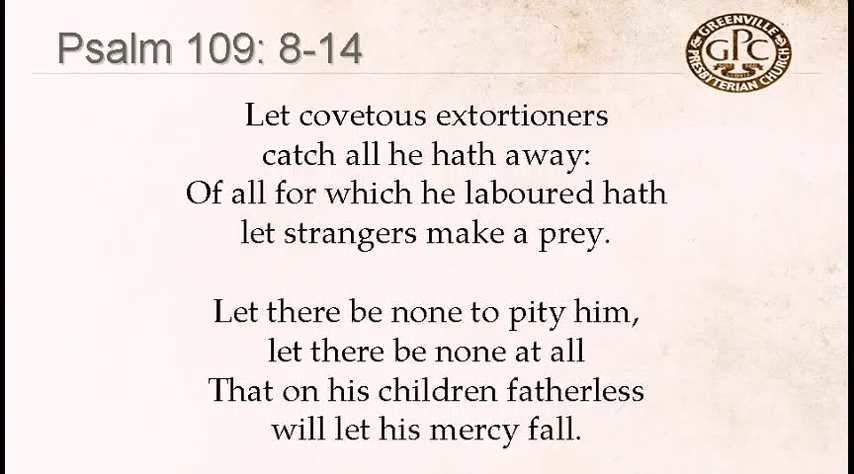 Psalm 109: 8-14
GREENVILLE
GPC
PRESBYTERIAN CHURCH
Let covetous extortioners
catch all he hath away:
Of all for which he laboured hath
let strangers make a prey.
Let there be none to pity him,
let there be none at all
That on his children fatherless
will let his mercy fall.